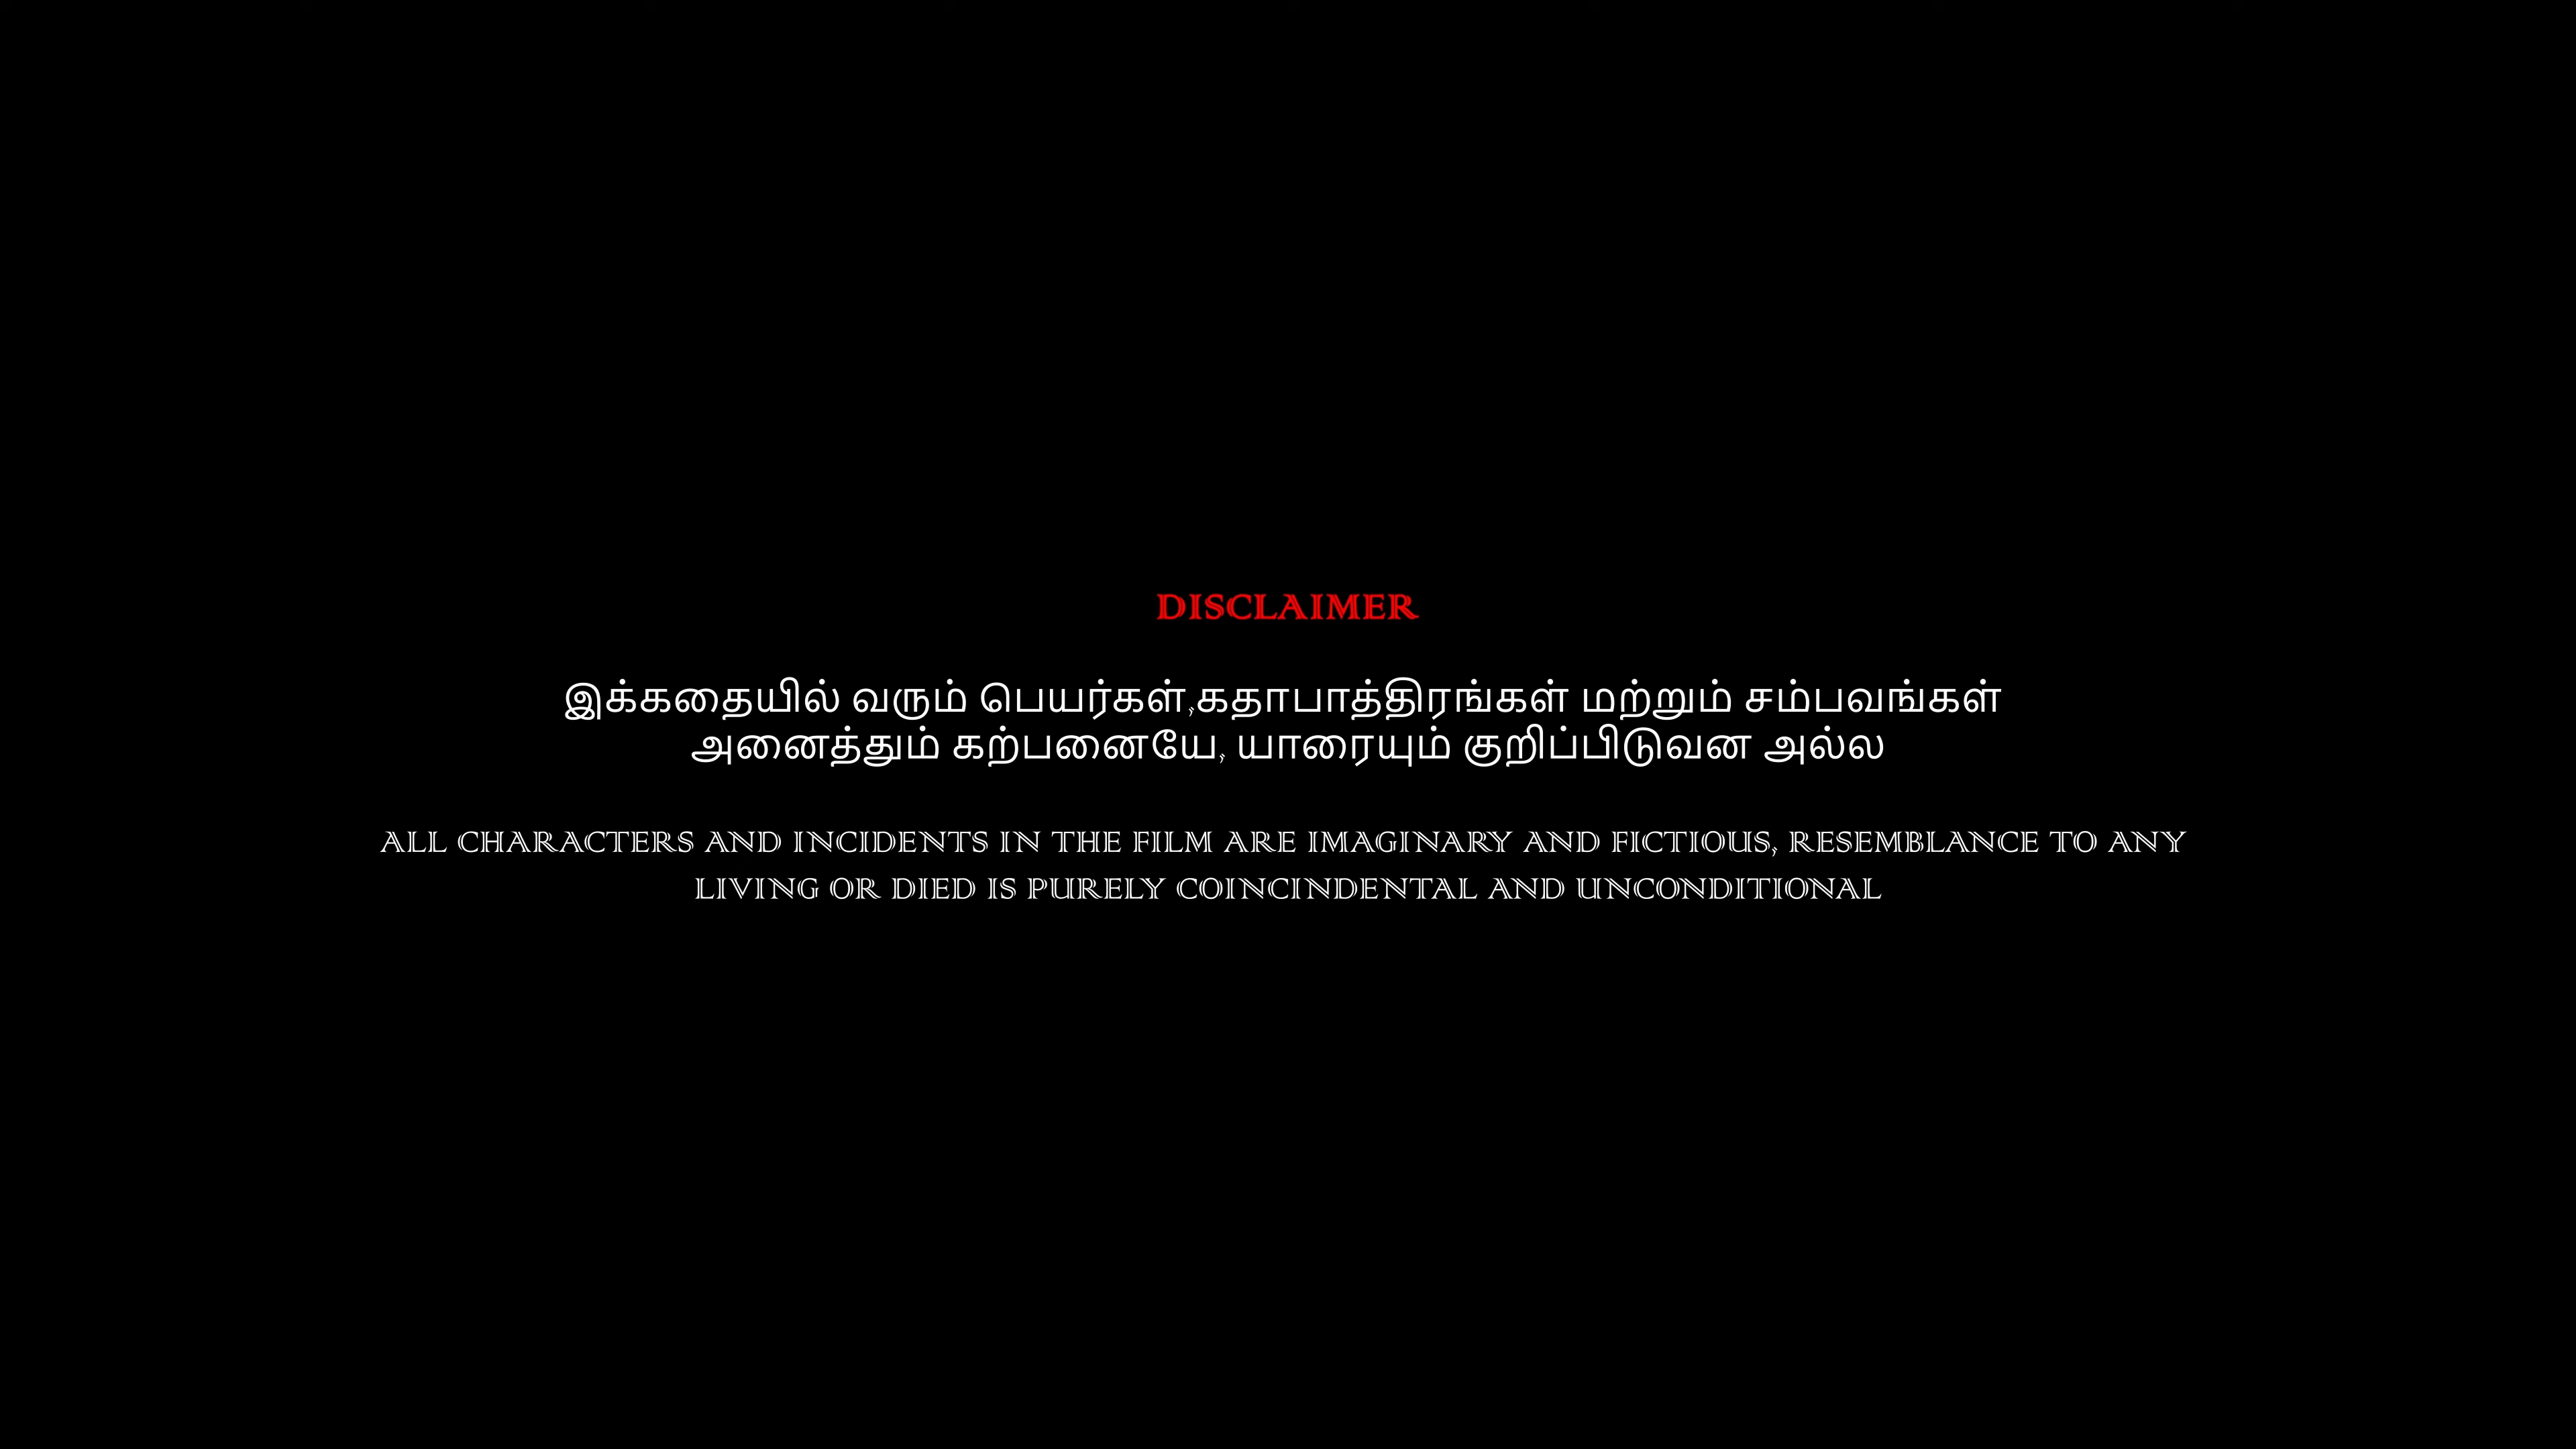 DISCLAIMER
இக்கதையில் வரும் பெயர்கள்,கதாபாத்திரங்கள் மற்றும் சம்பவங்கள்
அனைத்தும் கற்பனையே, யாரையும் குறிப்பிடுவன அல்ல
ALL CHARACTERS AND INCIDENTS IN THE FILM ARE IMAGINARY AND FICTIOUS, RESEMBLANCE TO ANY
LIVING OR DIED IS PURELY COINCINDENTAL AND UNCONDITIONAL